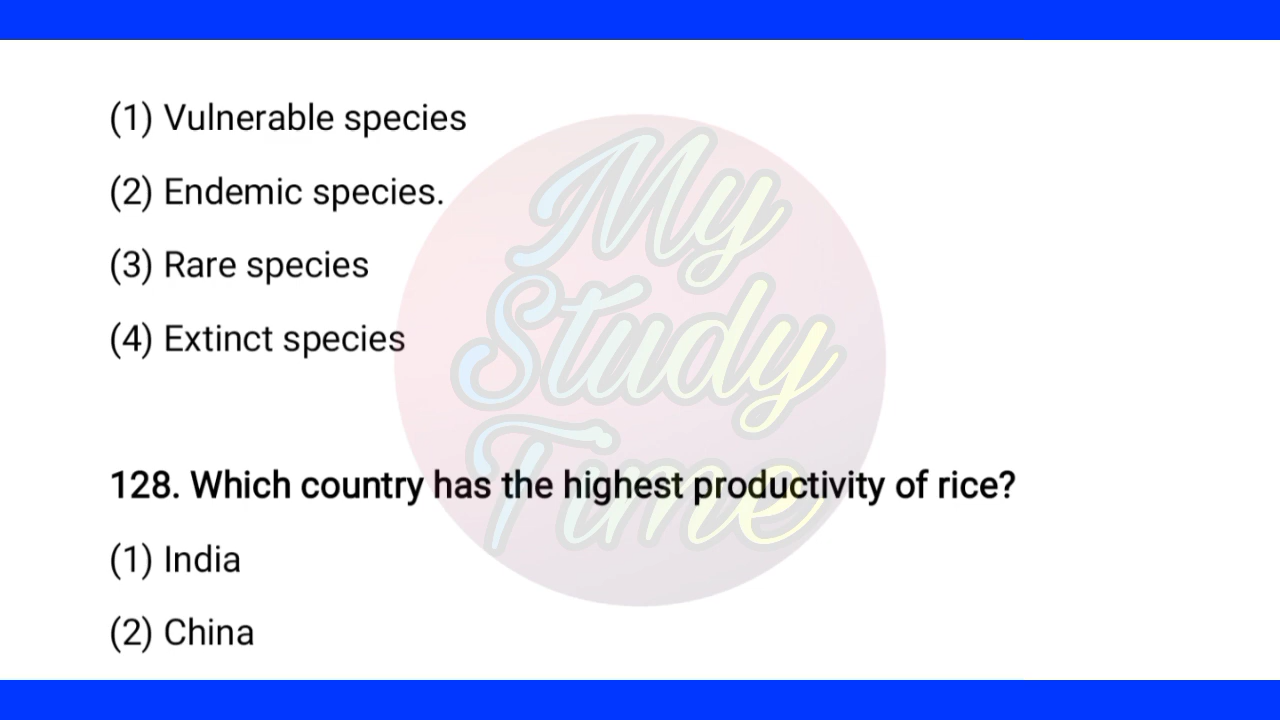 (1) Vulnerable species
(2) Endemic species.
(3) Rare species
(4) Extinct species
My
Study
Time
128. Which country has the highest productivity of rice?
(1) India
(2) China